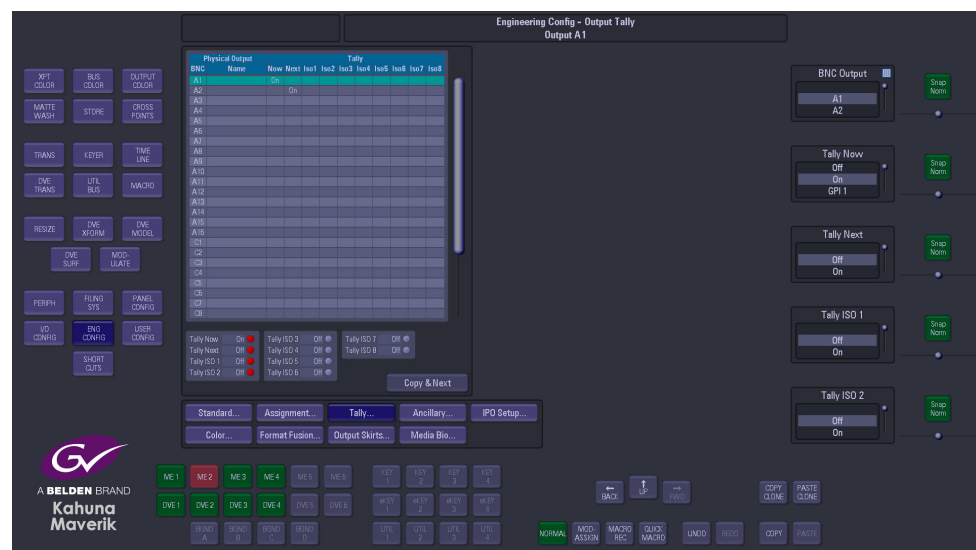 Engineering Config - Output Tally
Output A1
XPT COLOR
BUS COLOR
OUTPUT COLOR
MATTE WASH
STORE
CROSS POINTS
TRANS
KEYER
TIME LINE
DVE TRANS
UTIL BUS
MACRO
RESIZE
DVE XFORM
DVE MODEL
DVE SURF
MOD- ULATE
PERIPH
FILING SYS
PANEL CONFIG
I/O CONFIG
ENG CONFIG
USER CONFIG
SHORT CUTS
Physical Output Tally
BNC Name Now Next Iso1 Iso2 Iso3 Iso4 Iso5 Iso6 Iso7 Iso8
A1 On
A2 On
A3
A4
A5
A6
A7
A8
A9
A10
A11
A12
A13
A14
A15
A16
C1
C2
C3
C4
C5
C6
C7
C8
Tally Now On Tally ISO 3 Off Tally ISO 7 Off
Tally Next Off Tally ISO 4 Off Tally ISO 8 Off
Tally ISO 1 Off Tally ISO 5 Off
Tally ISO 2 Off Tally ISO 6 Off
Copy & Next
Standard... Assignment... Tally... Ancillary... IPO Setup...
Color... Format Fusion... Output Skirts... Media Bio...
BNC Output
A1
A2
Snap Norm
Tally Now
Off
On
GPI 1
Snap Norm
Tally Next
Off
On
Snap Norm
Tally ISO 1
Off
On
Snap Norm
Tally ISO 2
Off
On
Snap Norm
GV
A BELDEN BRAND
Kahuna
Maverik
ME 1 ME 2 ME 3 ME 4 ME 5 ME 6 KEY 1 KEY 2 KEY 3 KEY 4
DVE 1 DVE 2 DVE 3 DVE 4 DVE 5 DVE 6 eKEY 1 eKEY 2 eKEY 3 eKEY 4
BGND A BGND B BGND C BGND D UTIL 1 UTIL 2 UTIL 3 UTIL 4
BACK UP FWD COPY CLONE PASTE CLONE
NORMAL MOD- ASSIGN MACRO REC QUICK MACRO UNDO REDO COPY PASTE